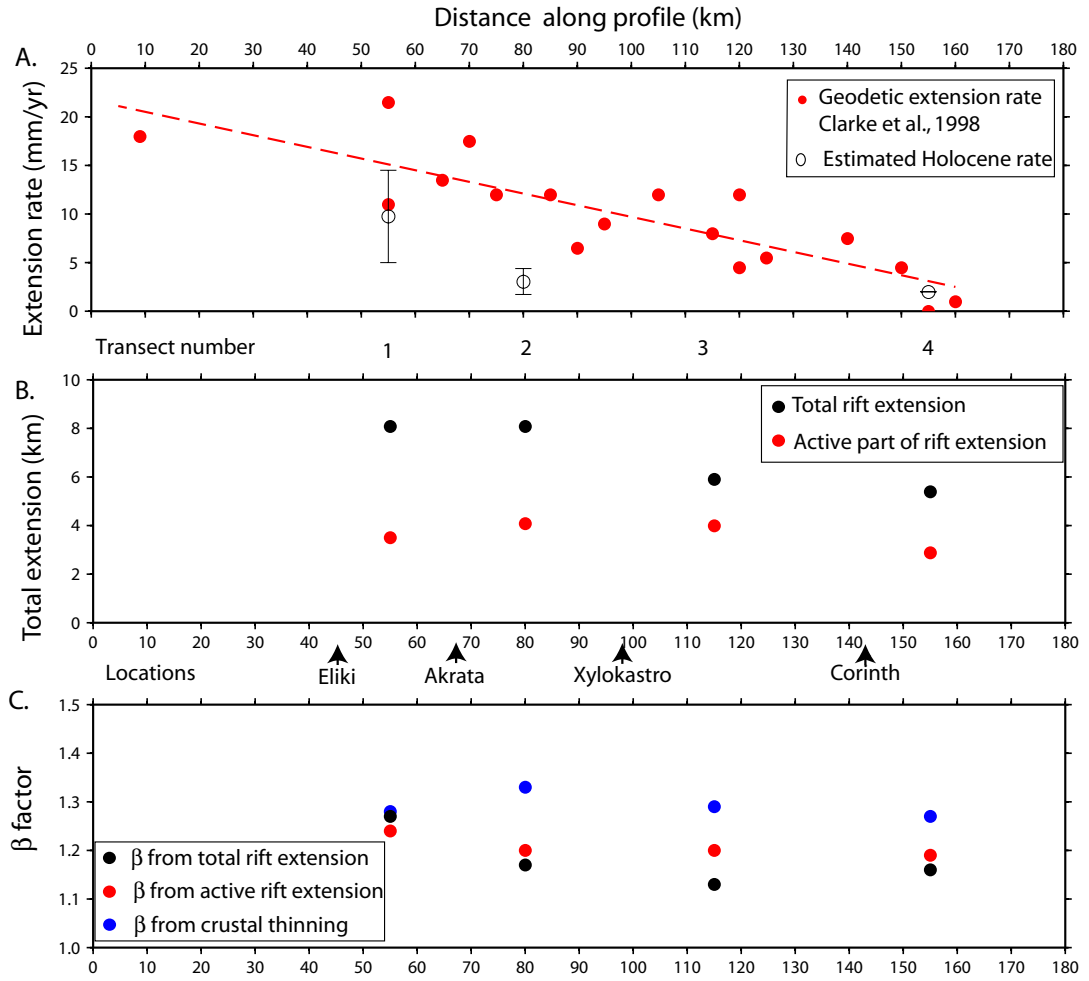 Distance along profile (km)
0 10 20 30 40 50 60 70 80 90 100 110 120 130 140 150 160 170 180
A.
25
20
15
10
5
0
Extension rate (mm/yr)
Geodetic extension rate
Clarke et al., 1998
Estimated Holocene rate
Transect number 1 2 3 4
B.
10
8
6
4
2
0
Total extension (km)
Total rift extension
Active part of rift extension
0 10 20 30 40 50 60 70 80 90 100 110 120 130 140 150 160 170 180
Locations Eliki Akrata Xylokastro Corinth
C.
1.5
1.4
1.3
1.2
1.1
1.0
β factor
β from total rift extension
β from active rift extension
β from crustal thinning
0 10 20 30 40 50 60 70 80 90 100 110 120 130 140 150 160 170 180